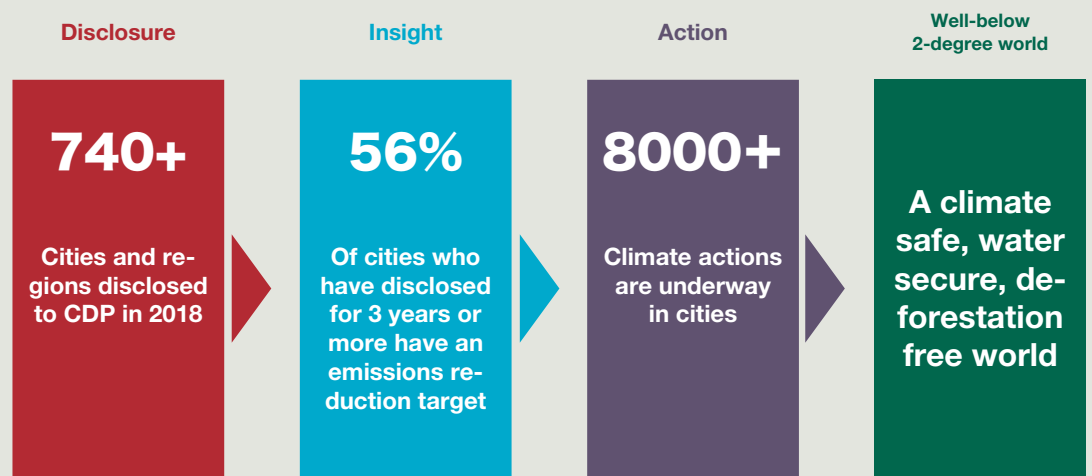 Disclosure
740+
Cities and re-
gions disclosed
to CDP in 2018
Insight
56%
Of cities who
have disclosed
for 3 years or
more have an
emissions re-
duction target
Action
8000+
Climate actions
are underway
in cities
Well-below
2-degree world
A climate
safe, water
secure, de-
forestation
free world